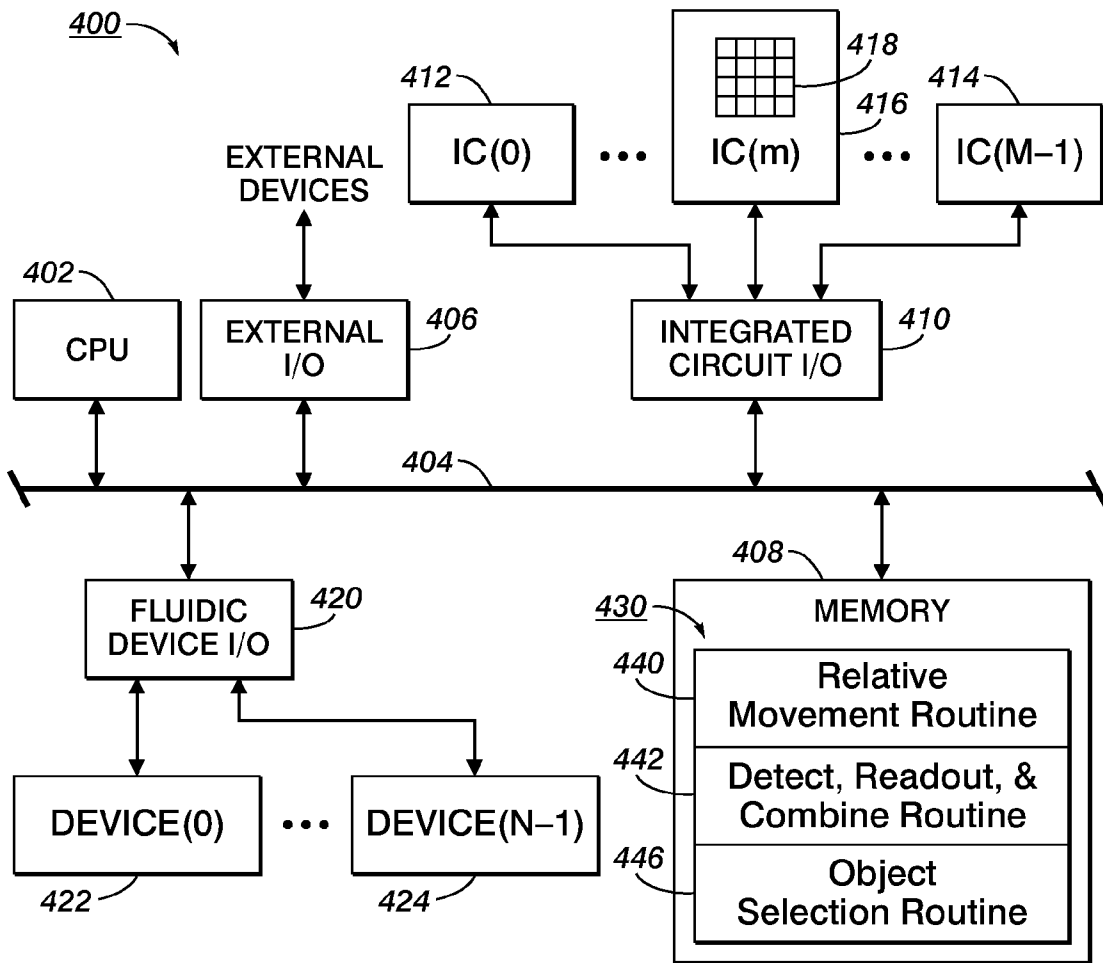 400
412
418
416
414
IC(0)
•••
IC(m)
•••
IC(M–1)
EXTERNAL
DEVICES
402
CPU
EXTERNAL
I/O
406
INTEGRATED
CIRCUIT I/O
410
404
FLUIDIC
DEVICE I/O
420
408
430
MEMORY
440
Relative
Movement Routine
442
Detect, Readout, &
Combine Routine
446
Object
Selection Routine
DEVICE(0)
•••
DEVICE(N–1)
422
424